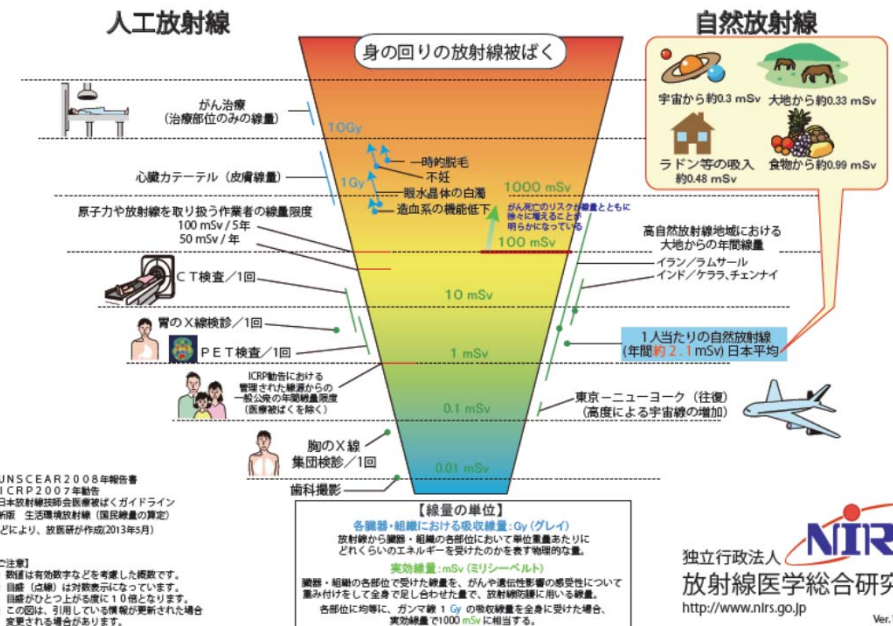 人工放射線
自然放射線
身の回りの放射線被ばく
宇宙から約0.3 mSv
大地から約0.33 mSv
ラドン等の吸入
約0.48 mSv
食物から約0.99 mSv
がん治療
(治療部位のみの線量)
10Gy
心臓カテーテル（皮膚線量）
1Gy
一時的脱毛
不妊
眼水晶体の白濁
造血系の機能低下
1000 mSv
がん死亡のリスクが線量とともに
徐々に増えることが
明らかになっている
100 mSv
原子力や放射線を取り扱う作業者の線量限度
100 mSv / 5年
50 mSv / 年
高自然放射線地域における
大地からの年間線量
イラン／ラムサール
インド／ケララ、チェンナイ
CT検査／1回
10 mSv
胃のX線検診／1回
PET検査／1回
1 mSv
1人当たりの自然放射線
(年間約2.1mSv) 日本平均
ICRP勧告における
管理された線源からの
一般公衆の年間線量限度
(医療被ばくを除く)
0.1 mSv
東京－ニューヨーク（往復）
(高度による宇宙線の増加)
胸のX線
集団検診／1回
0.01 mSv
歯科撮影
UNSCEAR2008年報告書
ICRP2007年勧告
日本放射線技師会医療被ばくガイドライン
新版 生活環境放射線（国民線量の算定）
どにより、放医研が作成(2013年5月)
ご注意】
数値は有効数字などを考慮した概数です。
目盛（点線）は対数表示になっています。
目盛がひとつ上がる度に10倍となります。
この図は、引用している情報が更新された場合
変更される場合があります。
【線量の単位】
各臓器・組織における吸収線量：Gy (グレイ)
放射線から臓器・組織の各部位において単位重量あたりに
どれくらいのエネルギーを受けたのかを表す物理的な量。
実効線量：mSv (ミリシーベルト)
臓器・組織の各部位で受けた線量を、がんや遺伝性影響の感受性について
重み付けをして全身で足し合わせた量で、放射線防護に用いる線量。
各部位に均等に、ガンマ線 1 Gy の吸収線量を全身に受けた場合、
実効線量で1000 mSv に相当する。
独立行政法人
NIR
放射線医学総合研究
http://www.nirs.go.jp
Ver.